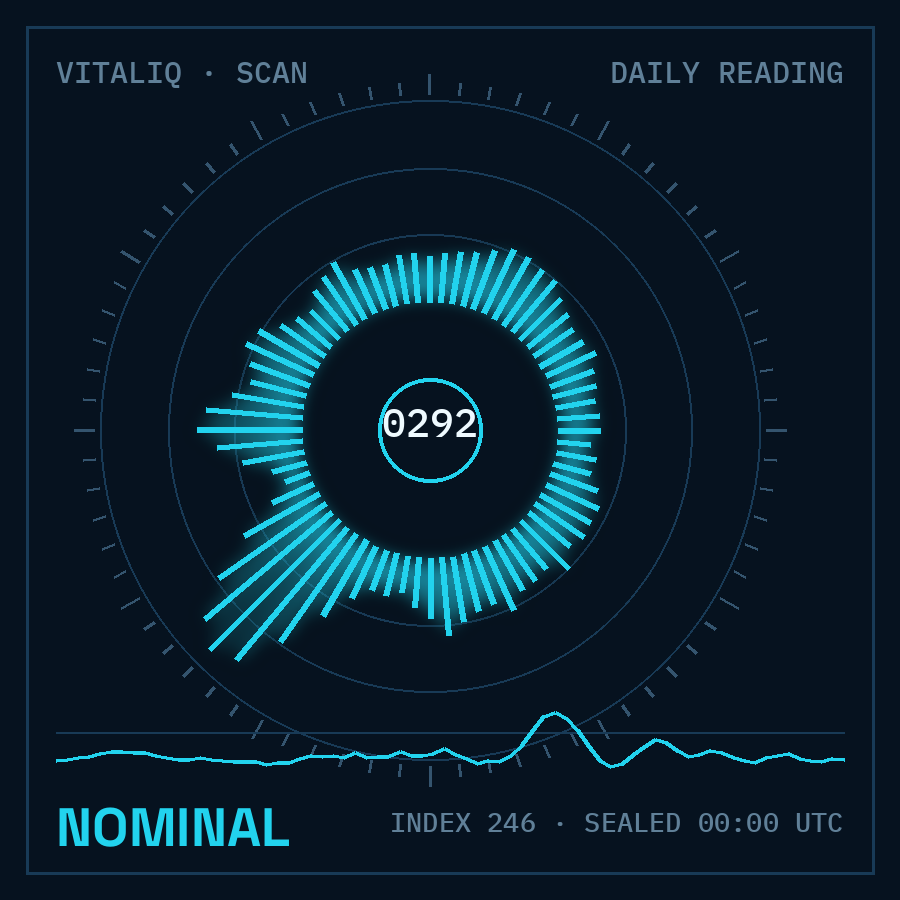 VITALIQ · SCAN
DAILY READING
0292
NOMINAL
INDEX 246 · SEALED 00:00 UTC